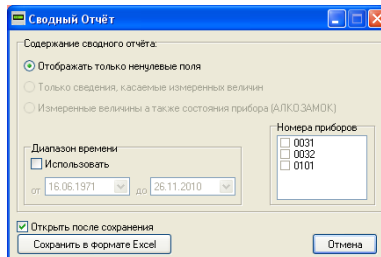 Сводный Отчёт
Содержание сводного отчёта:
Отображать только ненулевые поля
Только сведения, касаемые измеренных величин
Измеренные величины а также состояния прибора (АЛКОЗАМОК)
Диапазон времени
Использовать
от 16.06.1971 до 26.11.2010
Номера приборов
0031
0032
0101
Открыть после сохранения
Сохранить в формате Excel
Отмена